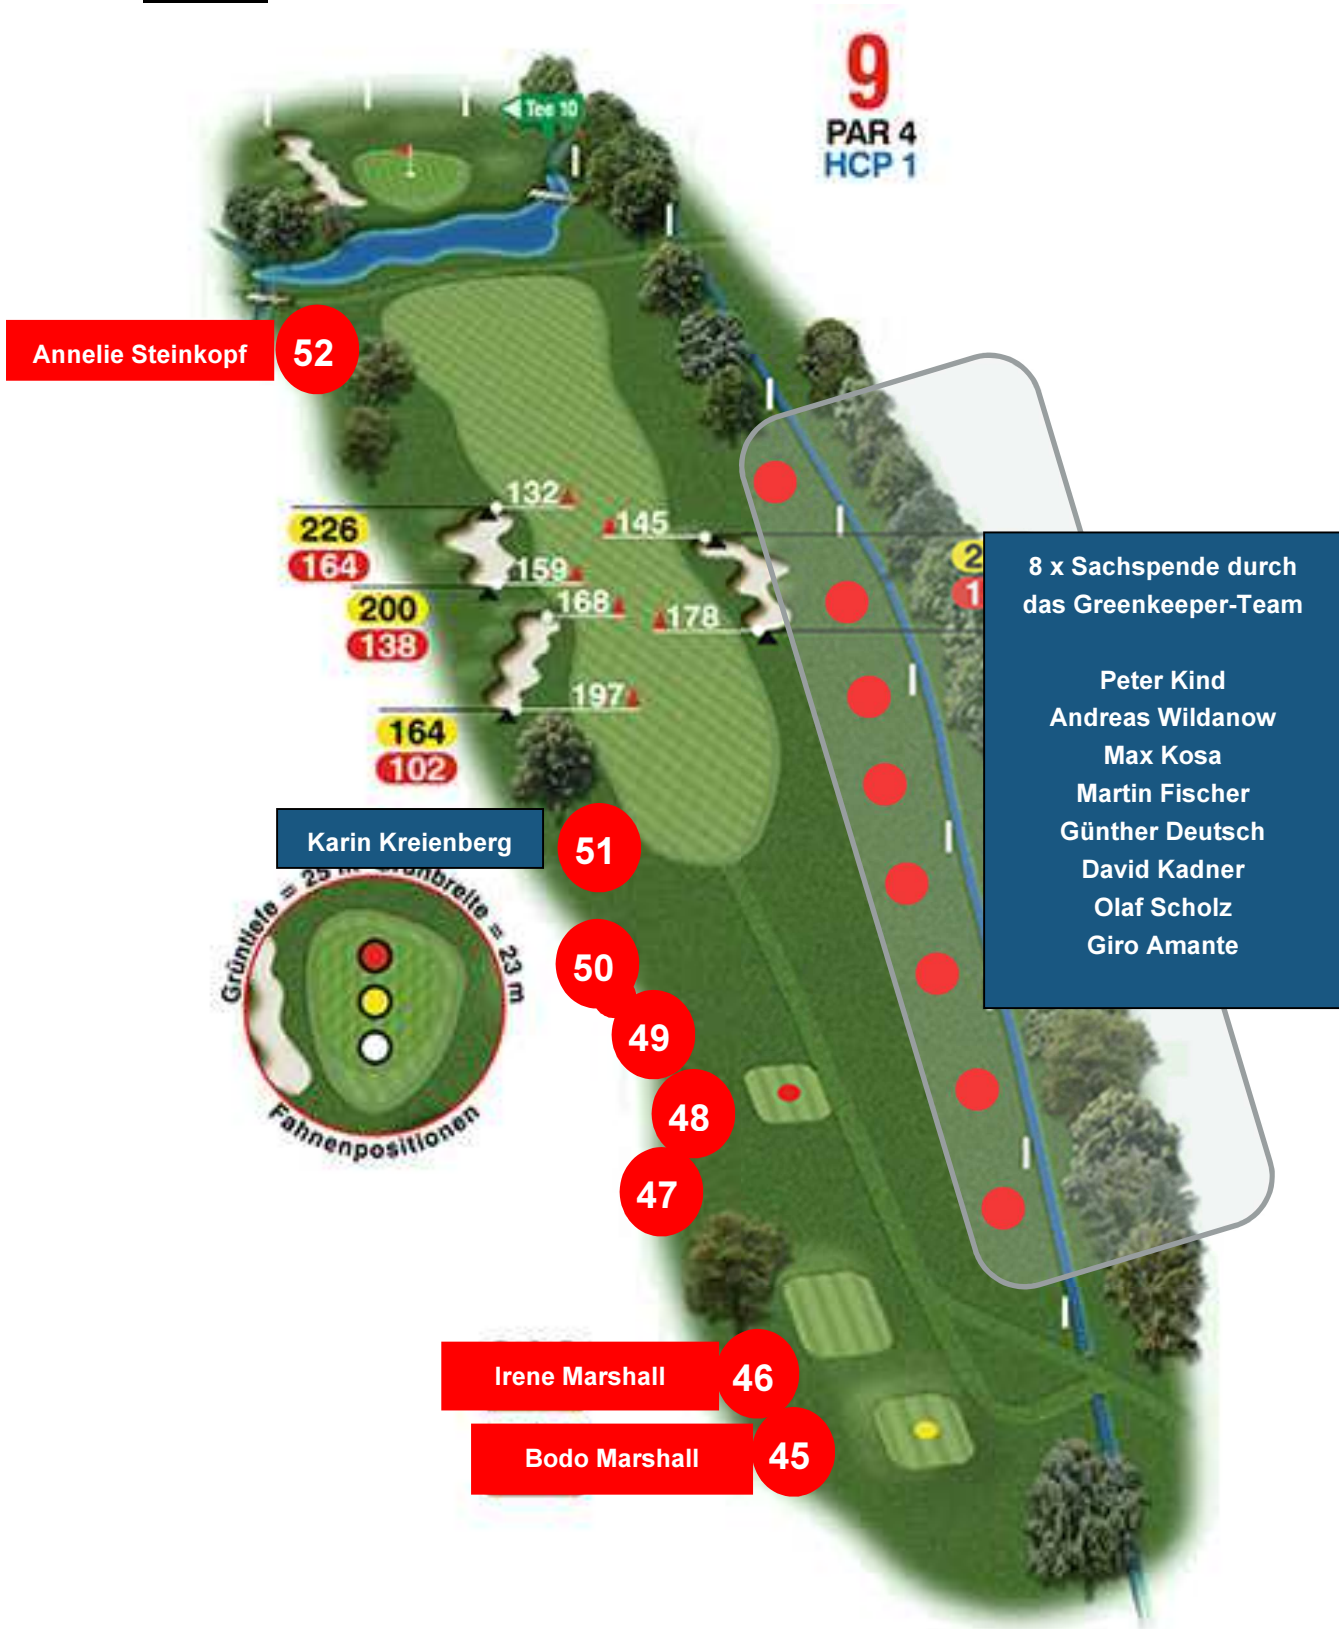 9
PAR 4
HCP 1
Tee 10
Annelie Steinkopf
52
132
145
226
164
159
200
138
168
178
197
164
102
8 x Sachspende durch
das Greenkeeper-Team
Peter Kind
Andreas Wildanow
Max Kosa
Martin Fischer
Günther Deutsch
David Kadner
Olaf Scholz
Giro Amante
Karin Kreienberg
51
Grüntiefe = 25
= 23 m
Fahnenpositionen
50
49
48
47
Irene Marshall
46
Bodo Marshall
45